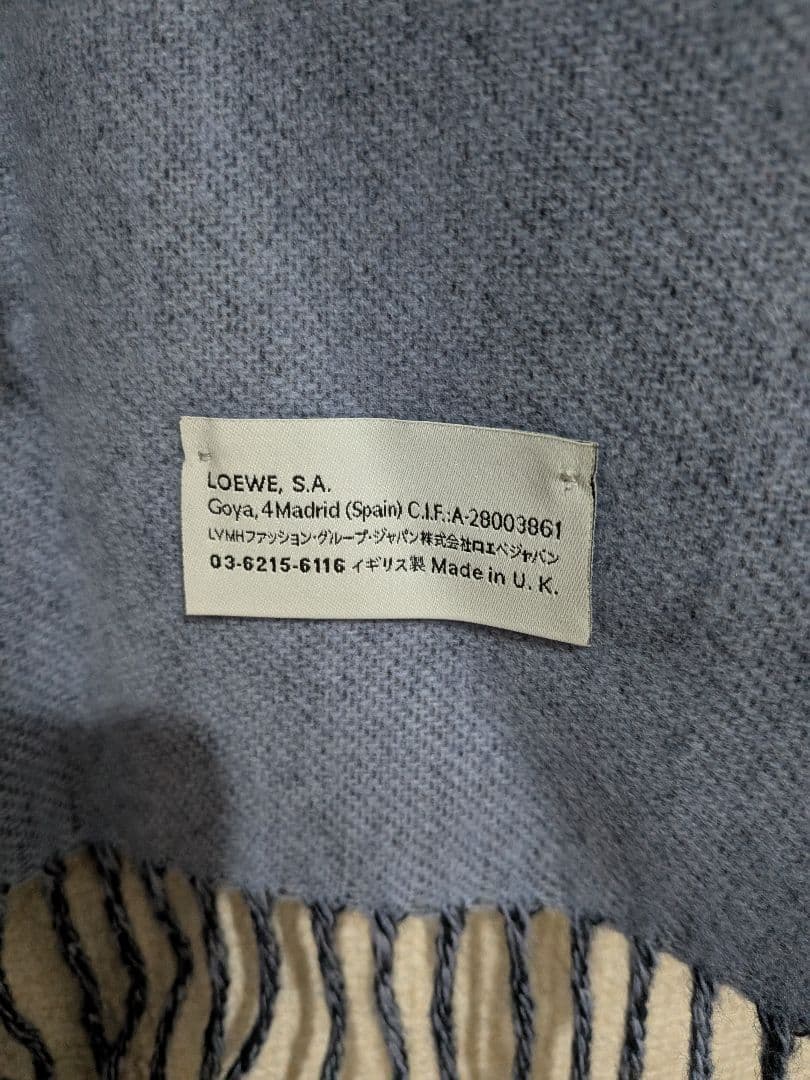 LOEWE, S.A.
Goya, 4 Madrid (Spain) C.I.F.:A-28003861
LVMHファッション・グループ・ジャパン株式会社ロエベジャパン
03-6215-6116 イギリス製 Made in U. K.